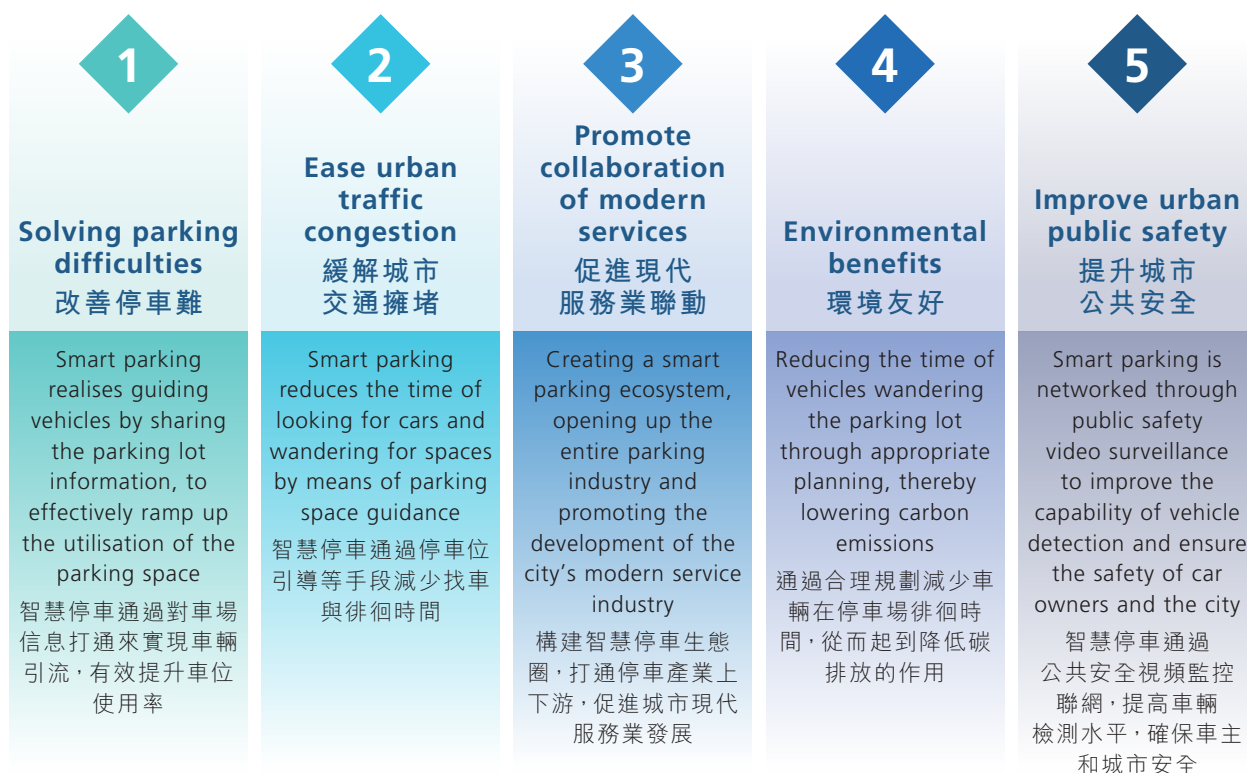 1
Solving parking
difficulties
改善停車難
Smart parking
realises guiding
vehicles by sharing
the parking lot
information, to
effectively ramp up
the utilisation of the
parking space
智慧停車通過對車場
信息打通來實現車輛
引流，有效提升車位
使用率
2
Ease urban
traffic
congestion
緩解城市
交通擁堵
Smart parking
reduces the time of
looking for cars and
wandering for spaces
by means of parking
space guidance
智慧停車通過停車位
引導等手段減少找車
與徘徊時間
3
Promote
collaboration
of modern
services
促進現代
服務業聯動
Creating a smart
parking ecosystem,
opening up the
entire parking
industry and
promoting the
development of the
city's modern service
industry
構建智慧停車生態
圈，打通停車產業上
下游，促進城市現代
服務業發展
4
Environmental
benefits
環境友好
Reducing the time of
vehicles wandering
the parking lot
through appropriate
planning, thereby
lowering carbon
emissions
通過合理規劃減少車
輛在停車場徘徊時
間，從而起到降低碳
排放的作用
5
Improve urban
public safety
提升城市
公共安全
Smart parking is
networked through
public safety
video surveillance
to improve the
capability of vehicle
detection and ensure
the safety of car
owners and the city
智慧停車通過
公共安全視頻監控
聯網，提高車輛
檢測水平，確保車主
和城市安全